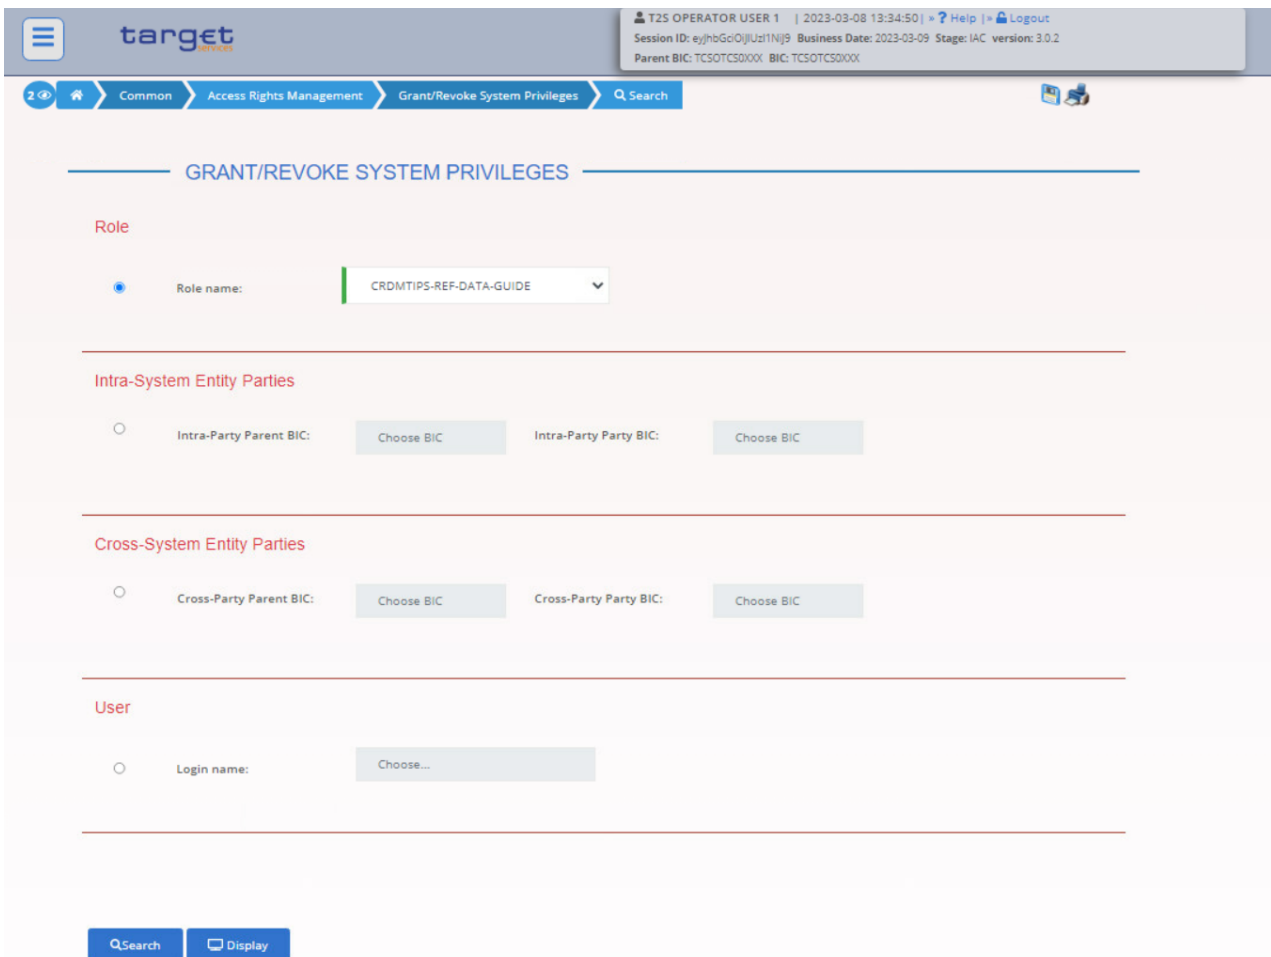 T2S OPERATOR USER 1 | 2023-03-08 13:34:50 | » ? Help | » Logout
target
services
Session ID: eyJhbGciOiJIUzI1NiJ9 Business Date: 2023-03-09 Stage: IAC version: 3.0.2
Parent BIC: TCSOTCS0XXX BIC: TCSOTCS0XXX
2 Common Access Rights Management Grant/Revoke System Privileges Search
GRANT/REVOKE SYSTEM PRIVILEGES
Role
Role name: CRDMTIPS-REF-DATA-GUIDE
Intra-System Entity Parties
Intra-Party Parent BIC: Choose BIC Intra-Party Party BIC: Choose BIC
Cross-System Entity Parties
Cross-Party Parent BIC: Choose BIC Cross-Party Party BIC: Choose BIC
User
Login name: Choose...
Search Display